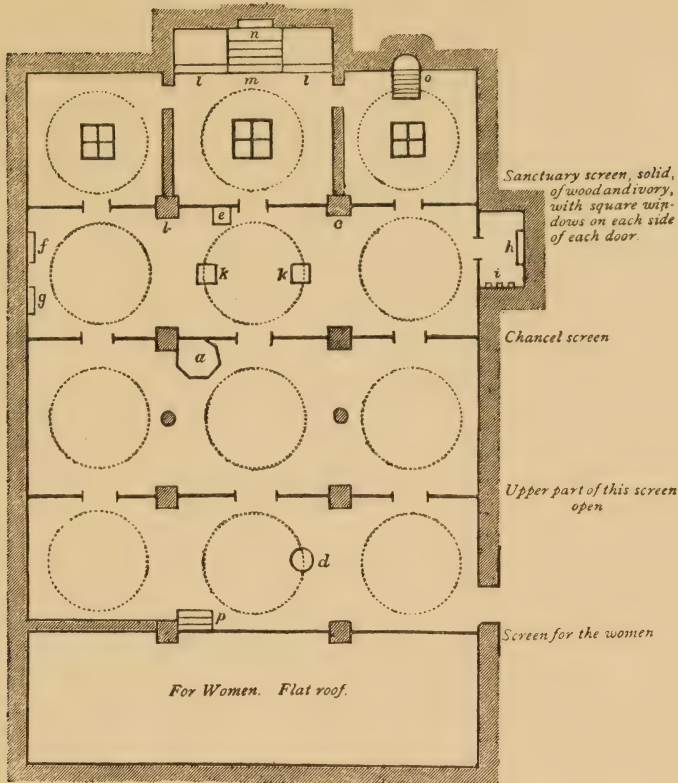 n
l m l
o
Sanctuary screen, solid,
of wood and ivory,
with square win-
dows on each side
of each door.
b e c
f h
k k
g i
a
Chancel screen
Upper part of this screen
open
d
p
Screen for the women
For Women. Flat roof.